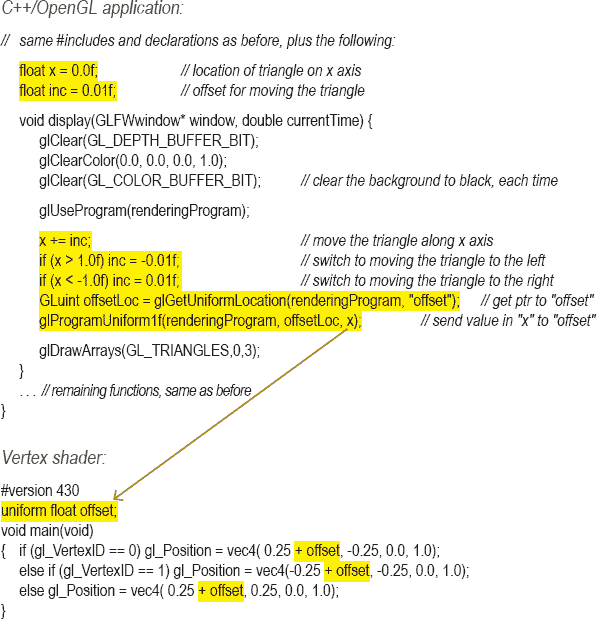 C++/OpenGL application:
// same #includes and declarations as before, plus the following:
float x = 0.0f; // location of triangle on x axis
float inc = 0.01f; // offset for moving the triangle
void display(GLFWwindow* window, double currentTime) {
glClear(GL_DEPTH_BUFFER_BIT);
glClearColor(0.0, 0.0, 0.0, 1.0);
glClear(GL_COLOR_BUFFER_BIT); // clear the background to black, each time
glUseProgram(renderingProgram);
x += inc; // move the triangle along x axis
if (x > 1.0f) inc = -0.01f; // switch to moving the triangle to the left
if (x < -1.0f) inc = 0.01f; // switch to moving the triangle to the right
GLuint offsetLoc = glGetUniformLocation(renderingProgram, "offset"); // get ptr to "offset"
glProgramUniform1f(renderingProgram, offsetLoc, x); // send value in "x" to "offset"
glDrawArrays(GL_TRIANGLES,0,3);
}
. . . // remaining functions, same as before
}
Vertex shader:
#version 430
uniform float offset;
void main(void)
{ if (gl_VertexID == 0) gl_Position = vec4( 0.25 + offset, -0.25, 0.0, 1.0);
else if (gl_VertexID == 1) gl_Position = vec4(-0.25 + offset, -0.25, 0.0, 1.0);
else gl_Position = vec4( 0.25 + offset, 0.25, 0.0, 1.0);
}